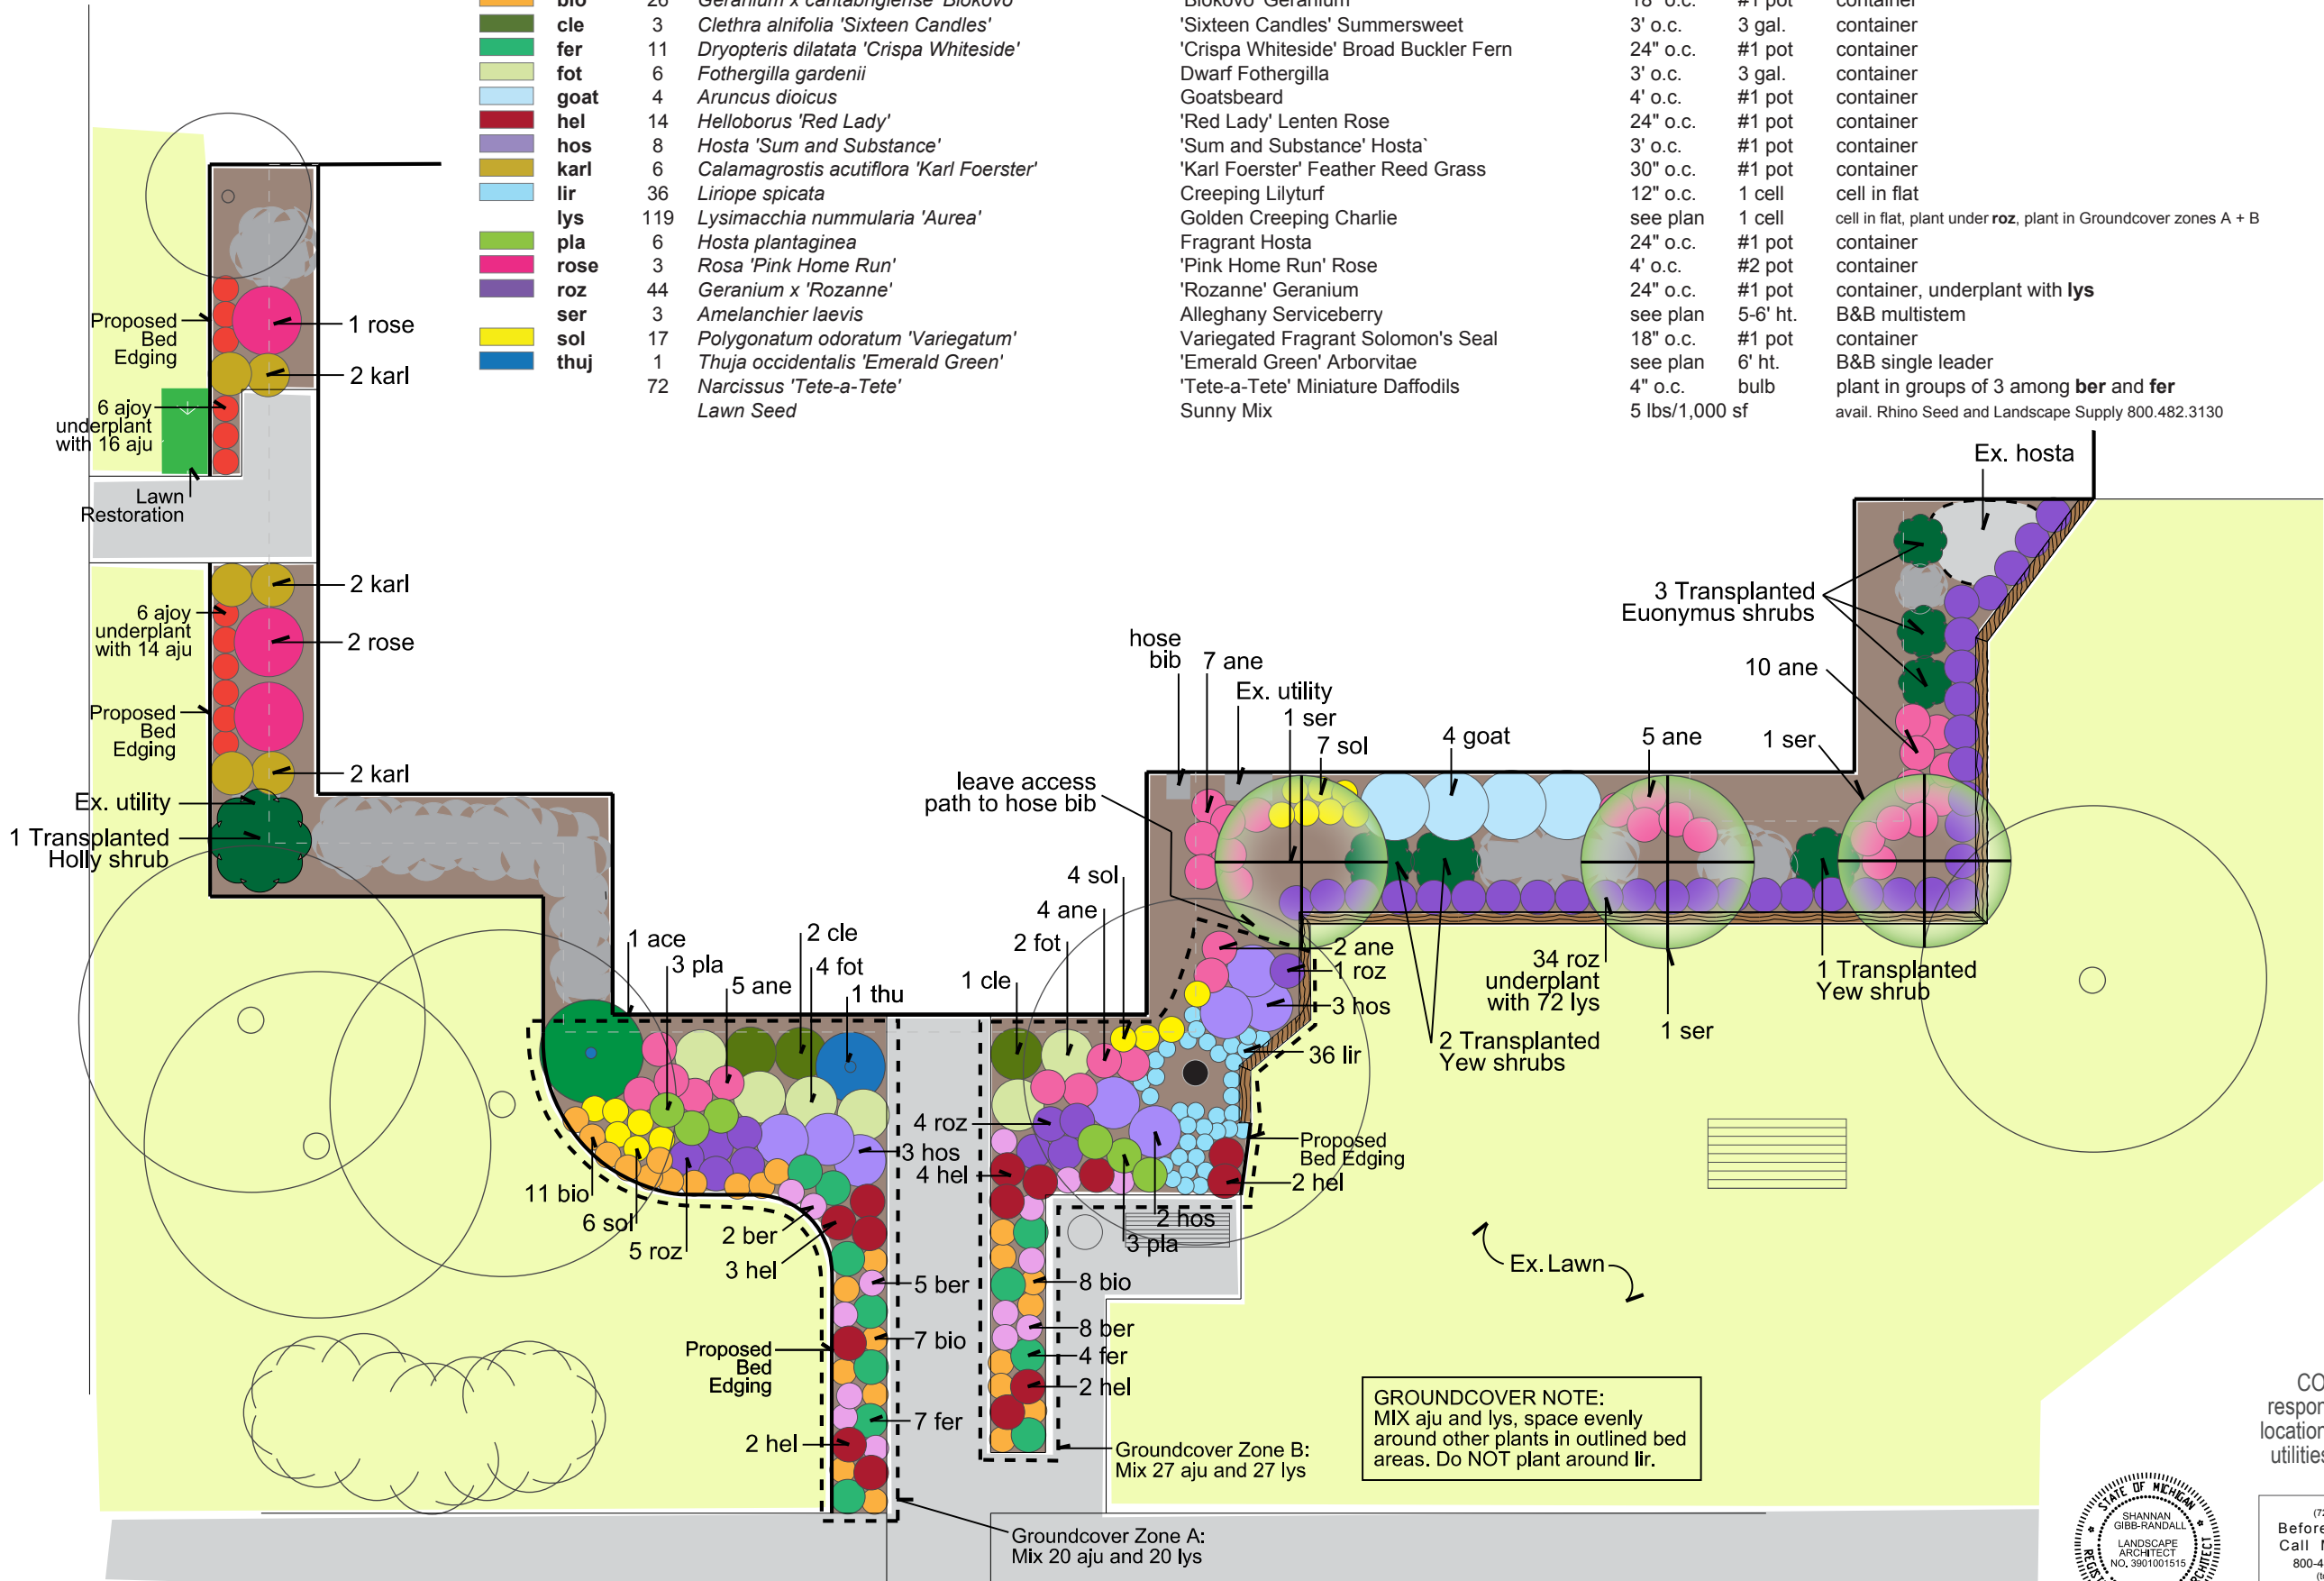 bio 26 Geranium x cantabrigiense 'Biokovo' 'Biokovo' Geranium 18" o.c. #1 pot container
cle 3 Clethra alnifolia 'Sixteen Candles' 'Sixteen Candles' Summersweet 3' o.c. 3 gal. container
fer 11 Dryopteris dilatata 'Crispa Whiteside' 'Crispa Whiteside' Broad Buckler Fern 24" o.c. #1 pot container
fot 6 Fothergilla gardenii Dwarf Fothergilla 3' o.c. 3 gal. container
goat 4 Aruncus dioicus Goatsbeard 4' o.c. #1 pot container
hel 14 Helloborus 'Red Lady' 'Red Lady' Lenten Rose 24" o.c. #1 pot container
hos 8 Hosta 'Sum and Substance' 'Sum and Substance' Hosta` 3' o.c. #1 pot container
karl 6 Calamagrostis acutiflora 'Karl Foerster' 'Karl Foerster' Feather Reed Grass 30" o.c. #1 pot container
lir 36 Liriope spicata Creeping Lilyturf 12" o.c. 1 cell cell in flat
lys 119 Lysimacchia nummularia 'Aurea' Golden Creeping Charlie see plan 1 cell cell in flat, plant under roz, plant in Groundcover zones A + B
pla 6 Hosta plantaginea Fragrant Hosta 24" o.c. #1 pot container
rose 3 Rosa 'Pink Home Run' 'Pink Home Run' Rose 4' o.c. #2 pot container
roz 44 Geranium x 'Rozanne' 'Rozanne' Geranium 24" o.c. #1 pot container, underplant with lys
ser 3 Amelanchier laevis Alleghany Serviceberry see plan 5-6' ht. B&B multistem
sol 17 Polygonatum odoratum 'Variegatum' Variegated Fragrant Solomon's Seal 18" o.c. #1 pot container
thuj 1 Thuja occidentalis 'Emerald Green' 'Emerald Green' Arborvitae see plan 6' ht. B&B single leader
72 Narcissus 'Tete-a-Tete' 'Tete-a-Tete' Miniature Daffodils 4" o.c. bulb plant in groups of 3 among ber and fer
Lawn Seed Sunny Mix 5 lbs/1,000 sf avail. Rhino Seed and Landscape Supply 800.482.3130
Proposed
Bed
Edging
1 rose
2 karl
6 ajoy
underplant
with 16 aju
Lawn
Restoration
2 karl
6 ajoy
underplant
with 14 aju
2 rose
Proposed
Bed
Edging
2 karl
Ex. utility
1 Transplanted
Holly shrub
Ex. hosta
3 Transplanted
Euonymus shrubs
10 ane
hose
bib
7 ane
Ex. utility
1 ser
7 sol
4 goat
5 ane
1 ser
leave access
path to hose bib
4 sol
4 ane
2 fot
1 cle
1 ace
3 pla
5 ane
2 cle
4 fot
1 thu
2 ane
1 roz
3 hos
36 lir
2 Transplanted
Yew shrubs
34 roz
underplant
with 72 lys
1 ser
1 Transplanted
Yew shrub
4 roz
3 hos
4 hel
Proposed
Bed Edging
2 hel
2 hos
3 pla
11 bio
6 sol
5 roz
2 ber
3 hel
5 ber
7 bio
Proposed
Bed
Edging
7 fer
2 hel
8 bio
8 ber
4 fer
2 hel
Ex. Lawn
Groundcover Zone B:
Mix 27 aju and 27 lys
Groundcover Zone A:
Mix 20 aju and 20 lys
GROUNDCOVER NOTE:
MIX aju and lys, space evenly
around other plants in outlined bed
areas. Do NOT plant around lir.
CO
respon
location
utilities
STATE OF MICHIGAN
SHANNAN
GIBB-RANDALL
LANDSCAPE
ARCHITECT
NO. 3901001515
Before
Call
800-4